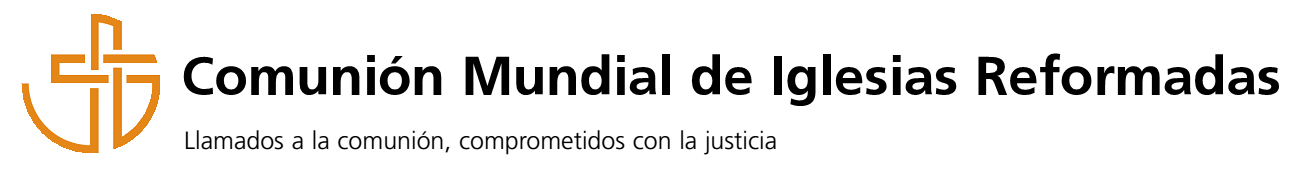 Comunión Mundial de Iglesias Reformadas
Llamados a la comunión, comprometidos con la justicia